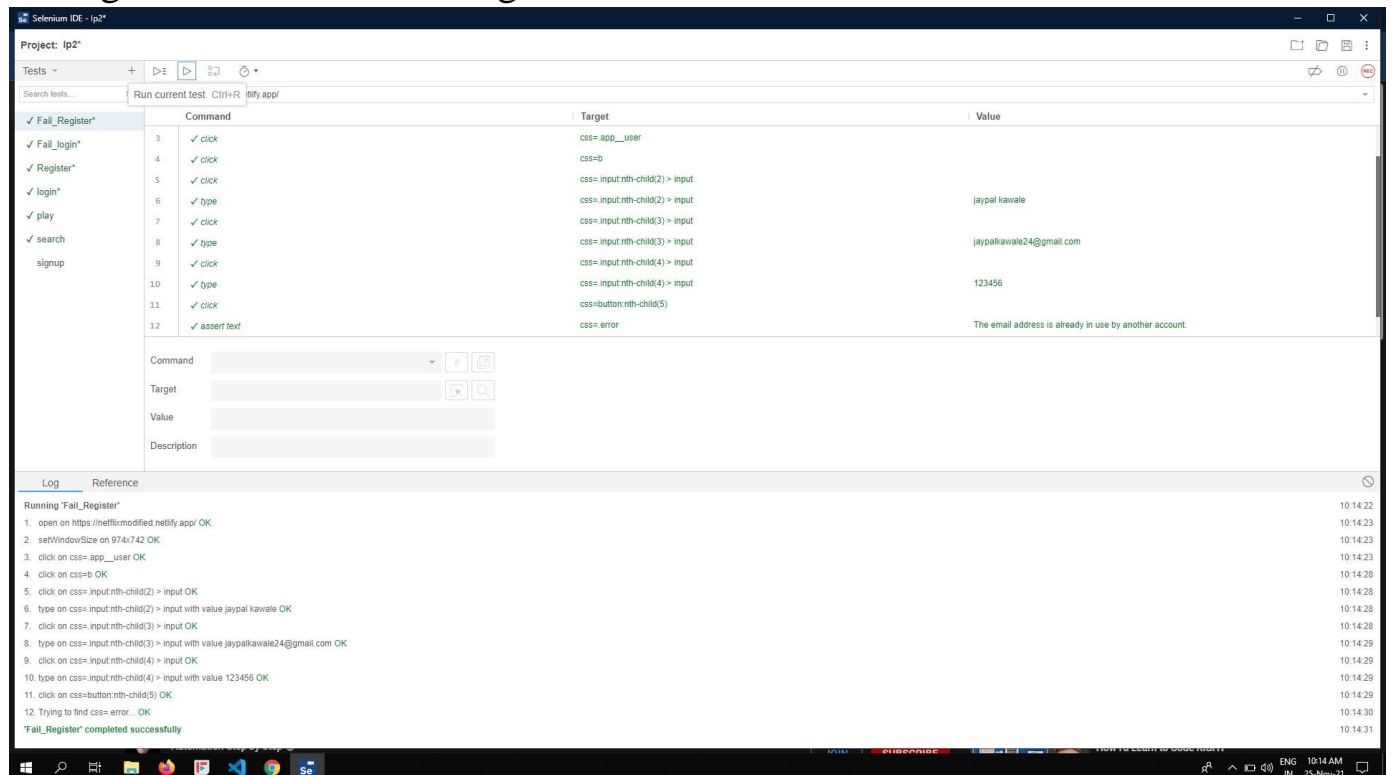 Selenium IDE - lp2*
Project: lp2*
Tests
Search tests...
Run current test Ctrl+R
tlify.app/
Command Target Value
✓ Fail_Register*
✓ Fail_login*
✓ Register*
✓ login*
✓ play
✓ search
signup
3 ✓ click css=.app__user
4 ✓ click css=b
5 ✓ click css=.input:nth-child(2) > input
6 ✓ type css=.input:nth-child(2) > input jaypal kawale
7 ✓ click css=.input:nth-child(3) > input
8 ✓ type css=.input:nth-child(3) > input jaypalkawale24@gmail.com
9 ✓ click css=.input:nth-child(4) > input
10 ✓ type css=.input:nth-child(4) > input 123456
11 ✓ click css=button:nth-child(5)
12 ✓ assert text css=.error The email address is already in use by another account.
Command
//
Target
Value
Description
Log Reference
Running 'Fail_Register' 10:14:22
1. open on https://netflixmodified.netlify.app/ OK 10:14:23
2. setWindowSize on 974x742 OK 10:14:23
3. click on css=.app__user OK 10:14:23
4. click on css=b OK 10:14:28
5. click on css=.input:nth-child(2) > input OK 10:14:28
6. type on css=.input:nth-child(2) > input with value jaypal kawale OK 10:14:28
7. click on css=.input:nth-child(3) > input OK 10:14:28
8. type on css=.input:nth-child(3) > input with value jaypalkawale24@gmail.com OK 10:14:29
9. click on css=.input:nth-child(4) > input OK 10:14:29
10. type on css=.input:nth-child(4) > input with value 123456 OK 10:14:29
11. click on css=button:nth-child(5) OK 10:14:29
12. Trying to find css=.error... OK 10:14:30
'Fail_Register' completed successfully 10:14:31
JOIN SUBSCRIBE
ENG 10:14 AM
IN 25-Nov-21